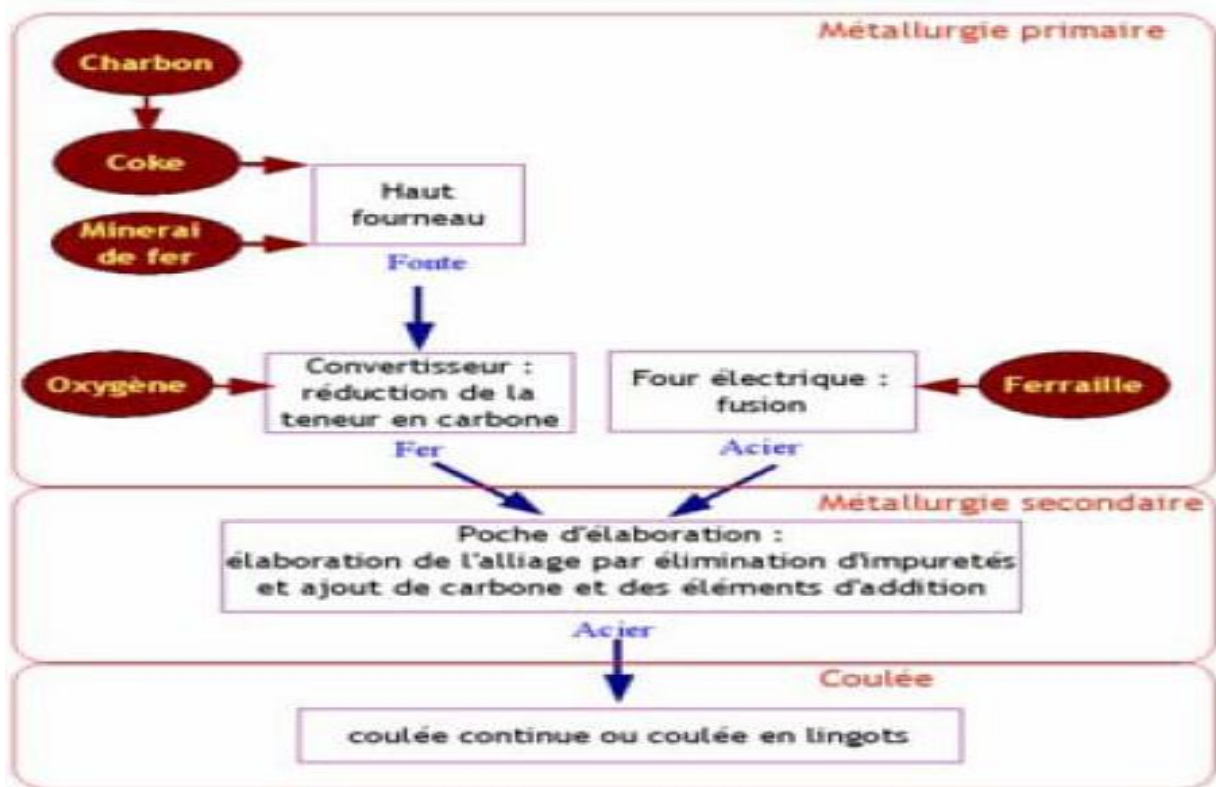 Métallurgie primaire
Charbon
Coke
Haut
fourneau
Minerai
de fer
Fonte
Oxygène
Convertisseur :
réduction de la
teneur en carbone
Four électrique :
fusion
Ferraille
Fer
Acier
Métallurgie secondaire
Poche d'élaboration :
élaboration de l'alliage par élimination d'impuretés
et ajout de carbone et des éléments d'addition
Acier
Coulée
coulée continue ou coulée en lingots